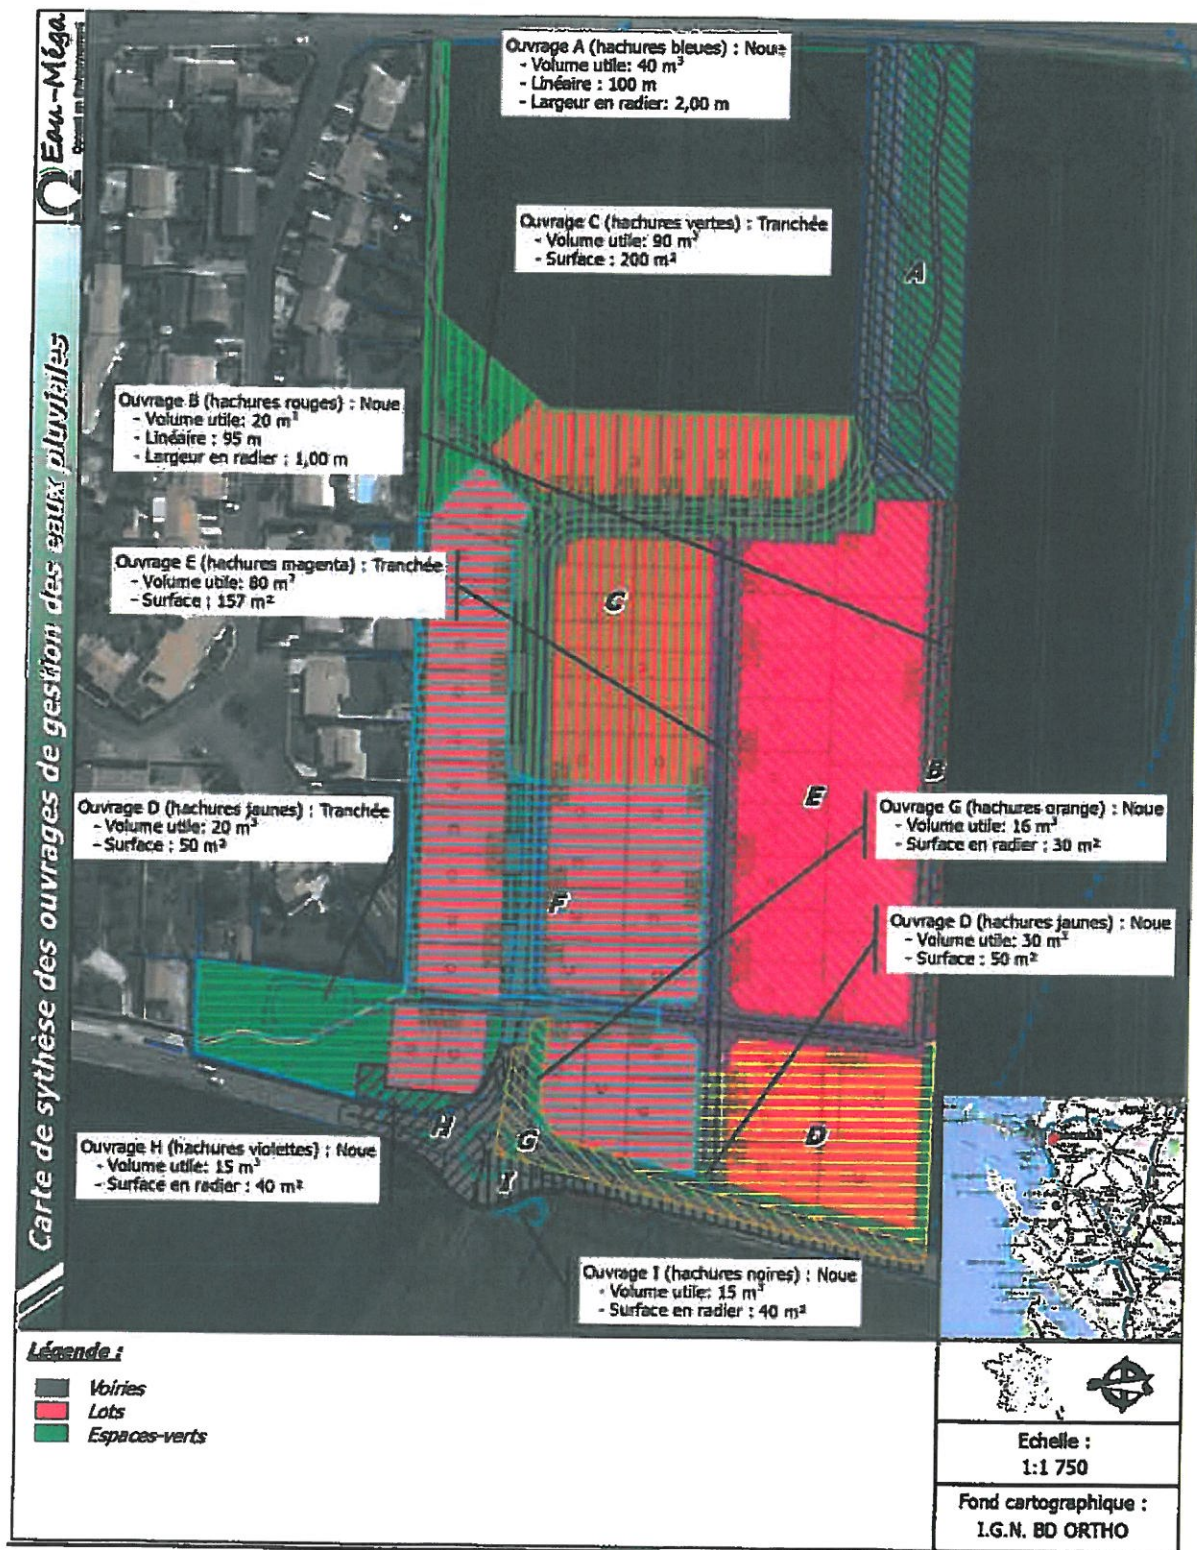 Eau-Méga
Carte de sythèse des ouvrages de gestion des eaux pluviales
Ouvrage A (hachures bleues) : Noue
- Volume utile: 40 m³
- Linéaire : 100 m
- Largeur en radier: 2,00 m
Ouvrage C (hachures vertes) : Tranchée
- Volume utile: 90 m³
- Surface : 200 m²
A
Ouvrage B (hachures rouges) : Noue
- Volume utile: 20 m³
- Linéaire : 95 m
- Largeur en radier : 1,00 m
Ouvrage E (hachures magenta) : Tranchée
- Volume utile: 80 m³
- Surface : 157 m²
C
B
E
Ouvrage D (hachures jaunes) : Tranchée
- Volume utile: 20 m³
- Surface : 50 m²
Ouvrage G (hachures orange) : Noue
- Volume utile: 16 m³
- Surface en radier : 30 m²
F
Ouvrage D (hachures jaunes) : Noue
- Volume utile: 30 m³
- Surface : 50 m²
H
G
D
I
Ouvrage H (hachures violettes) : Noue
- Volume utile: 15 m³
- Surface en radier : 40 m²
Ouvrage I (hachures noires) : Noue
- Volume utile: 15 m³
- Surface en radier : 40 m²
Légende :
Voiries
Lots
Espaces-verts
Echelle :
1:1 750
Fond cartographique :
I.G.N. BD ORTHO